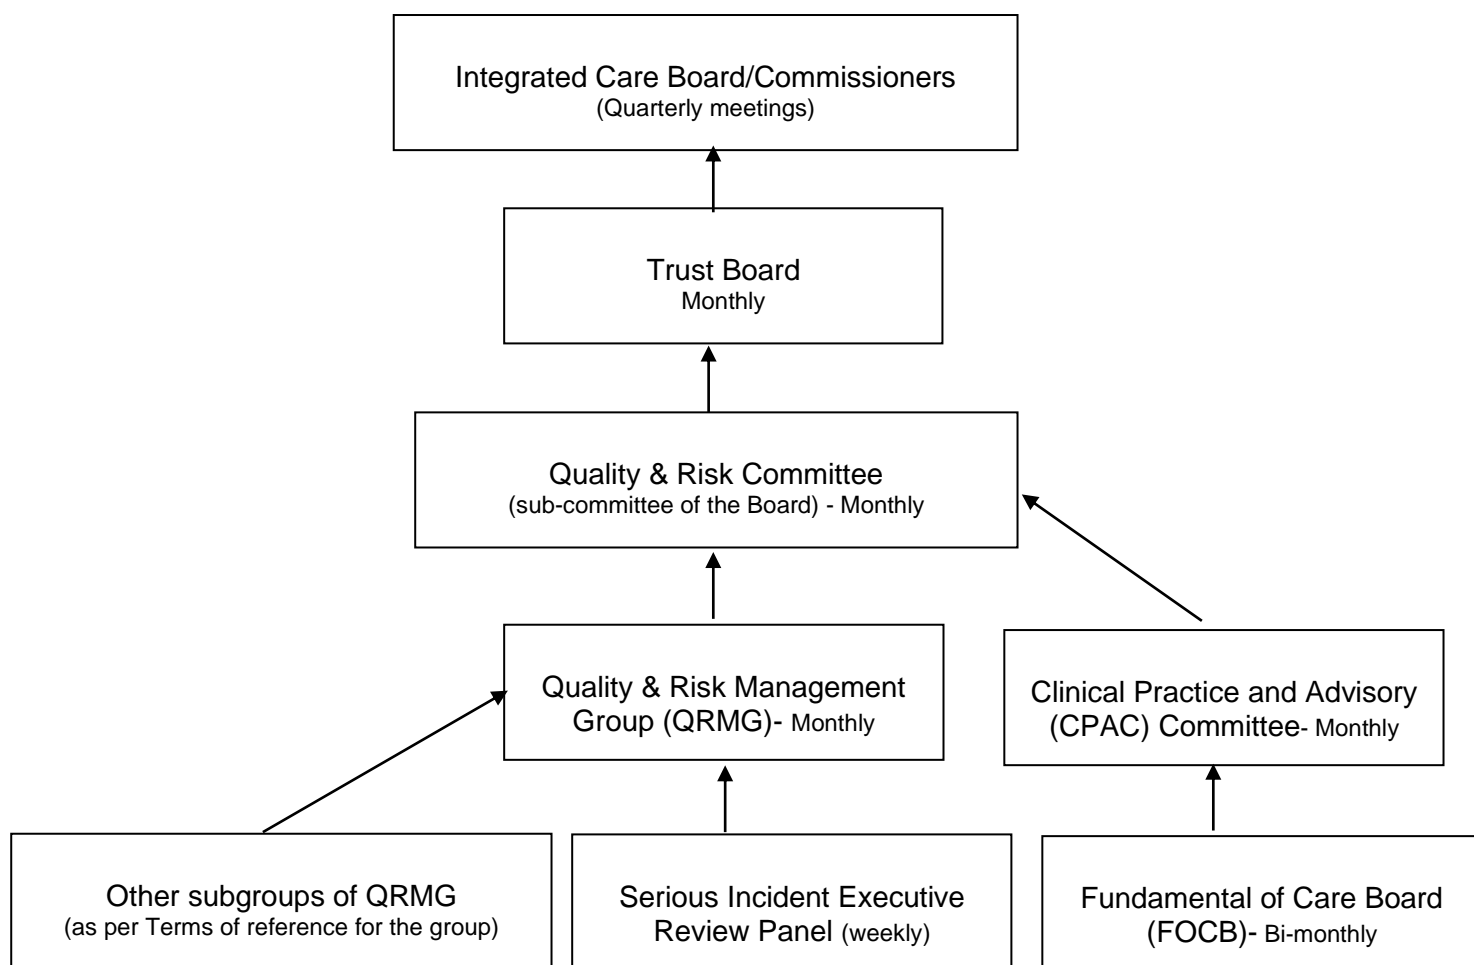 Integrated Care Board/Commissioners
(Quarterly meetings)
Trust Board
Monthly
Quality & Risk Committee
(sub-committee of the Board) - Monthly
Quality & Risk Management
Group (QRMG)- Monthly
Clinical Practice and Advisory
(CPAC) Committee- Monthly
Other subgroups of QRMG
(as per Terms of reference for the group)
Serious Incident Executive
Review Panel (weekly)
Fundamental of Care Board
(FOCB)- Bi-monthly